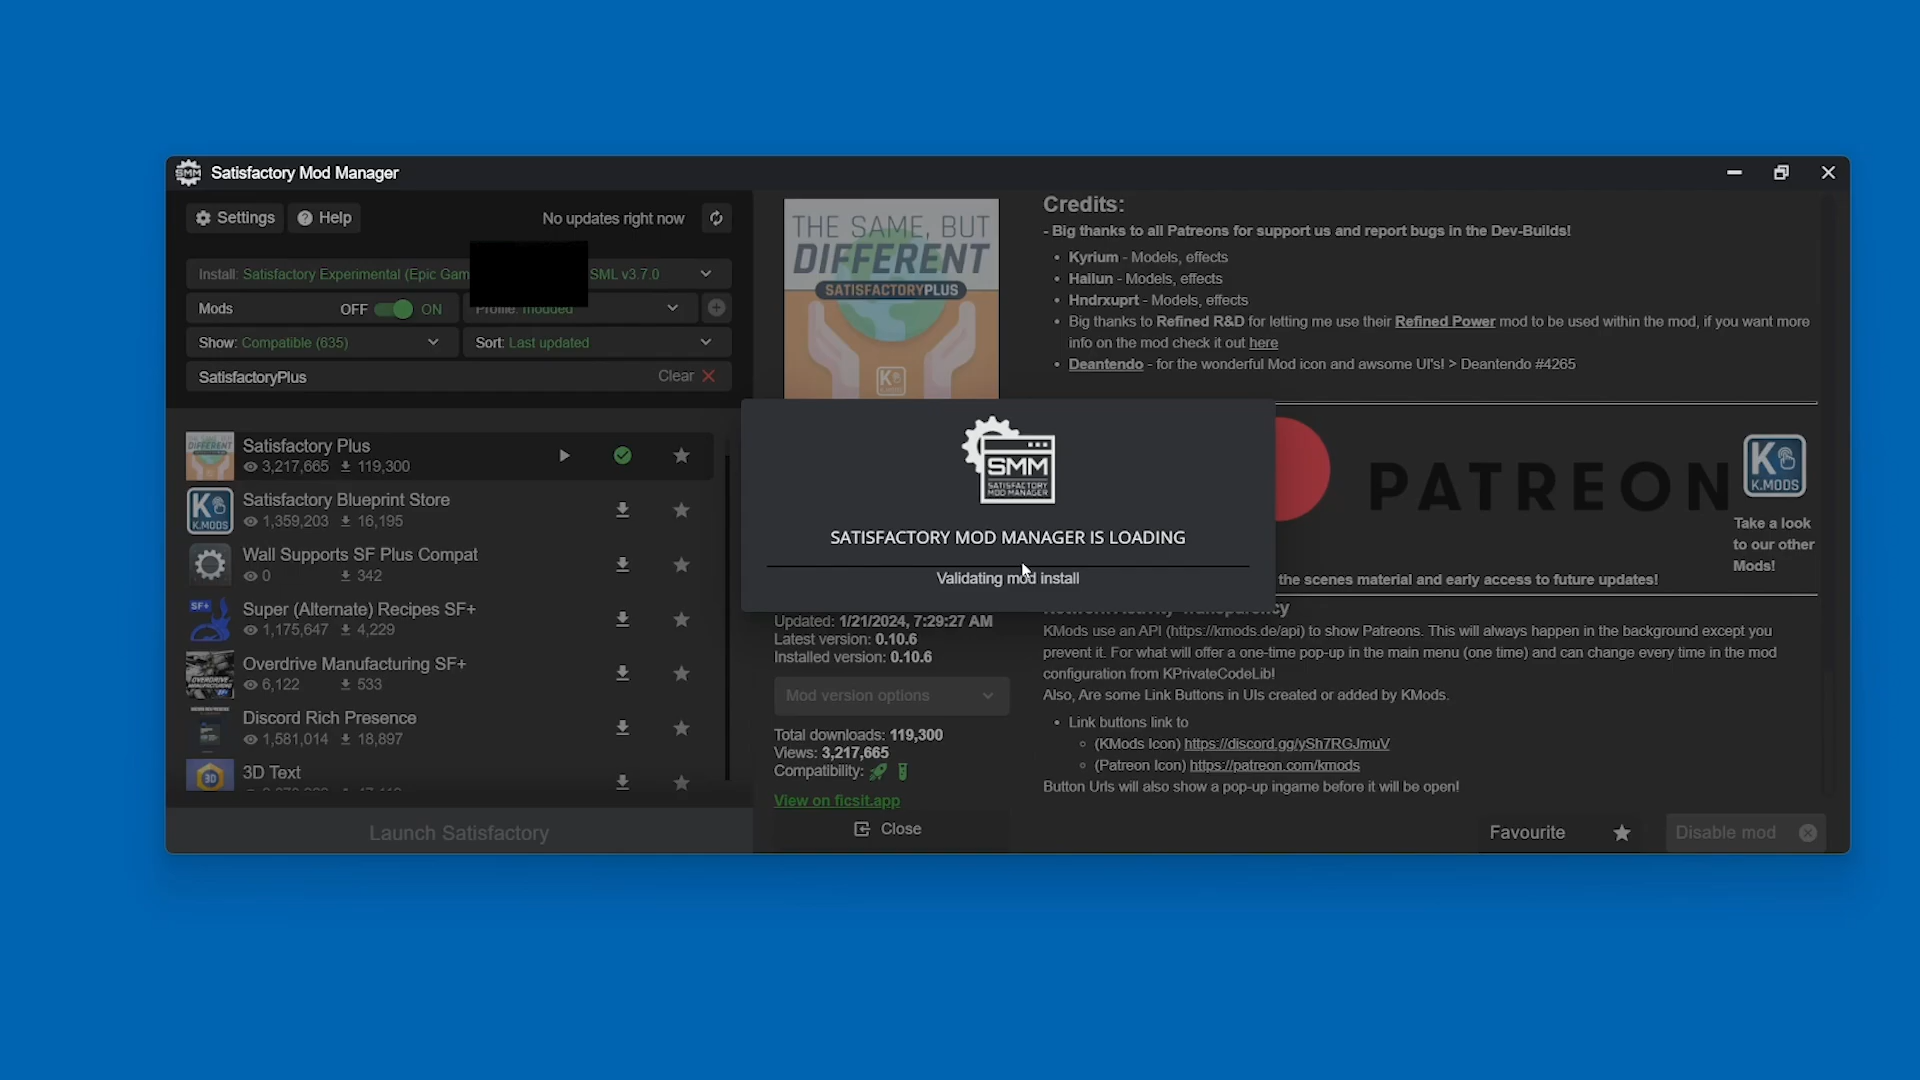 Satisfactory Mod Manager
Settings
Help
No updates right now
Install: Satisfactory Experimental (Epic Gam
SML v3.7.0
Mods
OFF
ON
Profile: modded
Show: Compatible (635)
Sort: Last updated
SatisfactoryPlus
Clear
Satisfactory Plus
3,217,665
119,300
Satisfactory Blueprint Store
1,359,203
16,195
Wall Supports SF Plus Compat
0
342
Super (Alternate) Recipes SF+
1,175,647
4,229
Overdrive Manufacturing SF+
6,122
533
Discord Rich Presence
1,581,014
18,897
3D Text
Launch Satisfactory
THE SAME, BUT
DIFFERENT
SATISFACTORYPLUS
SMM
SATISFACTORY
MOD MANAGER
SATISFACTORY MOD MANAGER IS LOADING
Validating mod install
Updated: 1/21/2024, 7:29:27 AM
Latest version: 0.10.6
Installed version: 0.10.6
Mod version options
Total downloads: 119,300
Views: 3,217,665
Compatibility:
View on ficsit.app
Close
Credits:
- Big thanks to all Patreons for support us and report bugs in the Dev-Builds!
• Kyrium - Models, effects
• Hailun - Models, effects
• Hndrxuprt - Models, effects
• Big thanks to Refined R&D for letting me use their Refined Power mod to be used within the mod, if you want more
info on the mod check it out here
• Deantendo - for the wonderful Mod icon and awsome UI's! > Deantendo #4265
PATREON
K.MODS
Take a look
to our other
Mods!
the scenes material and early access to future updates!
KMods use an API (https://kmods.de/api) to show Patreons. This will always happen in the background except you
prevent it. For what will offer a one-time pop-up in the main menu (one time) and can change every time in the mod
configuration from KPrivateCodeLib!
Also, Are some Link Buttons in UIs created or added by KMods.
• Link buttons link to
◦ (KMods Icon) https://discord.gg/ySh7RGJmuV
◦ (Patreon Icon) https://patreon.com/kmods
Button Urls will also show a pop-up ingame before it will be open!
Favourite
Disable mod